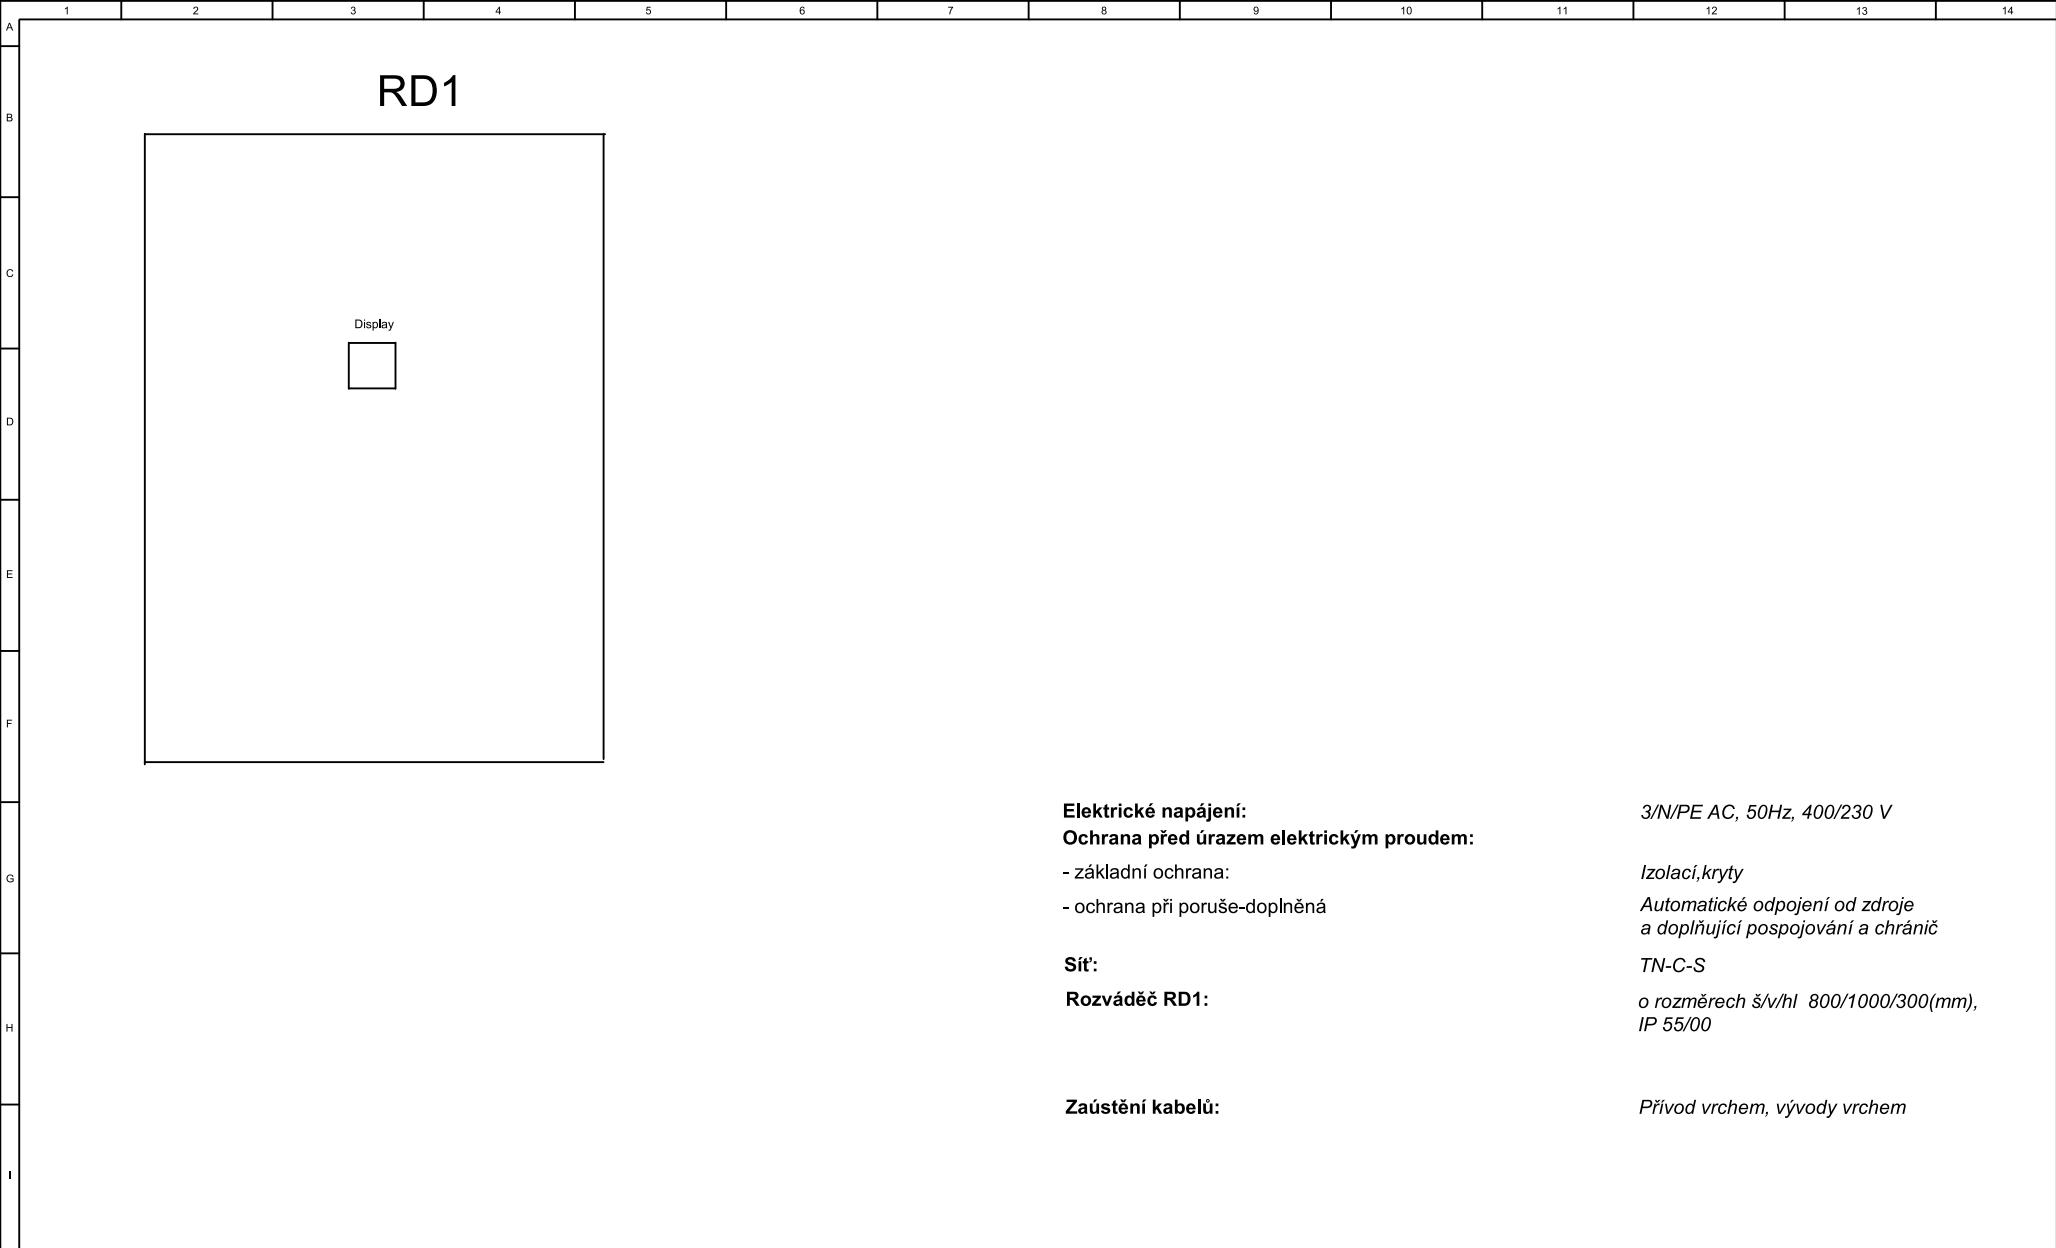 1 2 3 4 5 6 7 8 9 10 11 12 13 14
A
RD1
B
C
Display
D
E
F
Elektrické napájení: 3/N/PE AC, 50Hz, 400/230 V
Ochrana před úrazem elektrickým proudem:
G
- základní ochrana: Izolací,kryty
- ochrana při poruše-doplněná Automatické odpojení od zdroje
a doplňující pospojování a chránič
Síť: TN-C-S
Rozváděč RD1: o rozměrech š/v/hl 800/1000/300(mm),
IP 55/00
H
Zaústění kabelů: Přívod vrchem, vývody vrchem
I